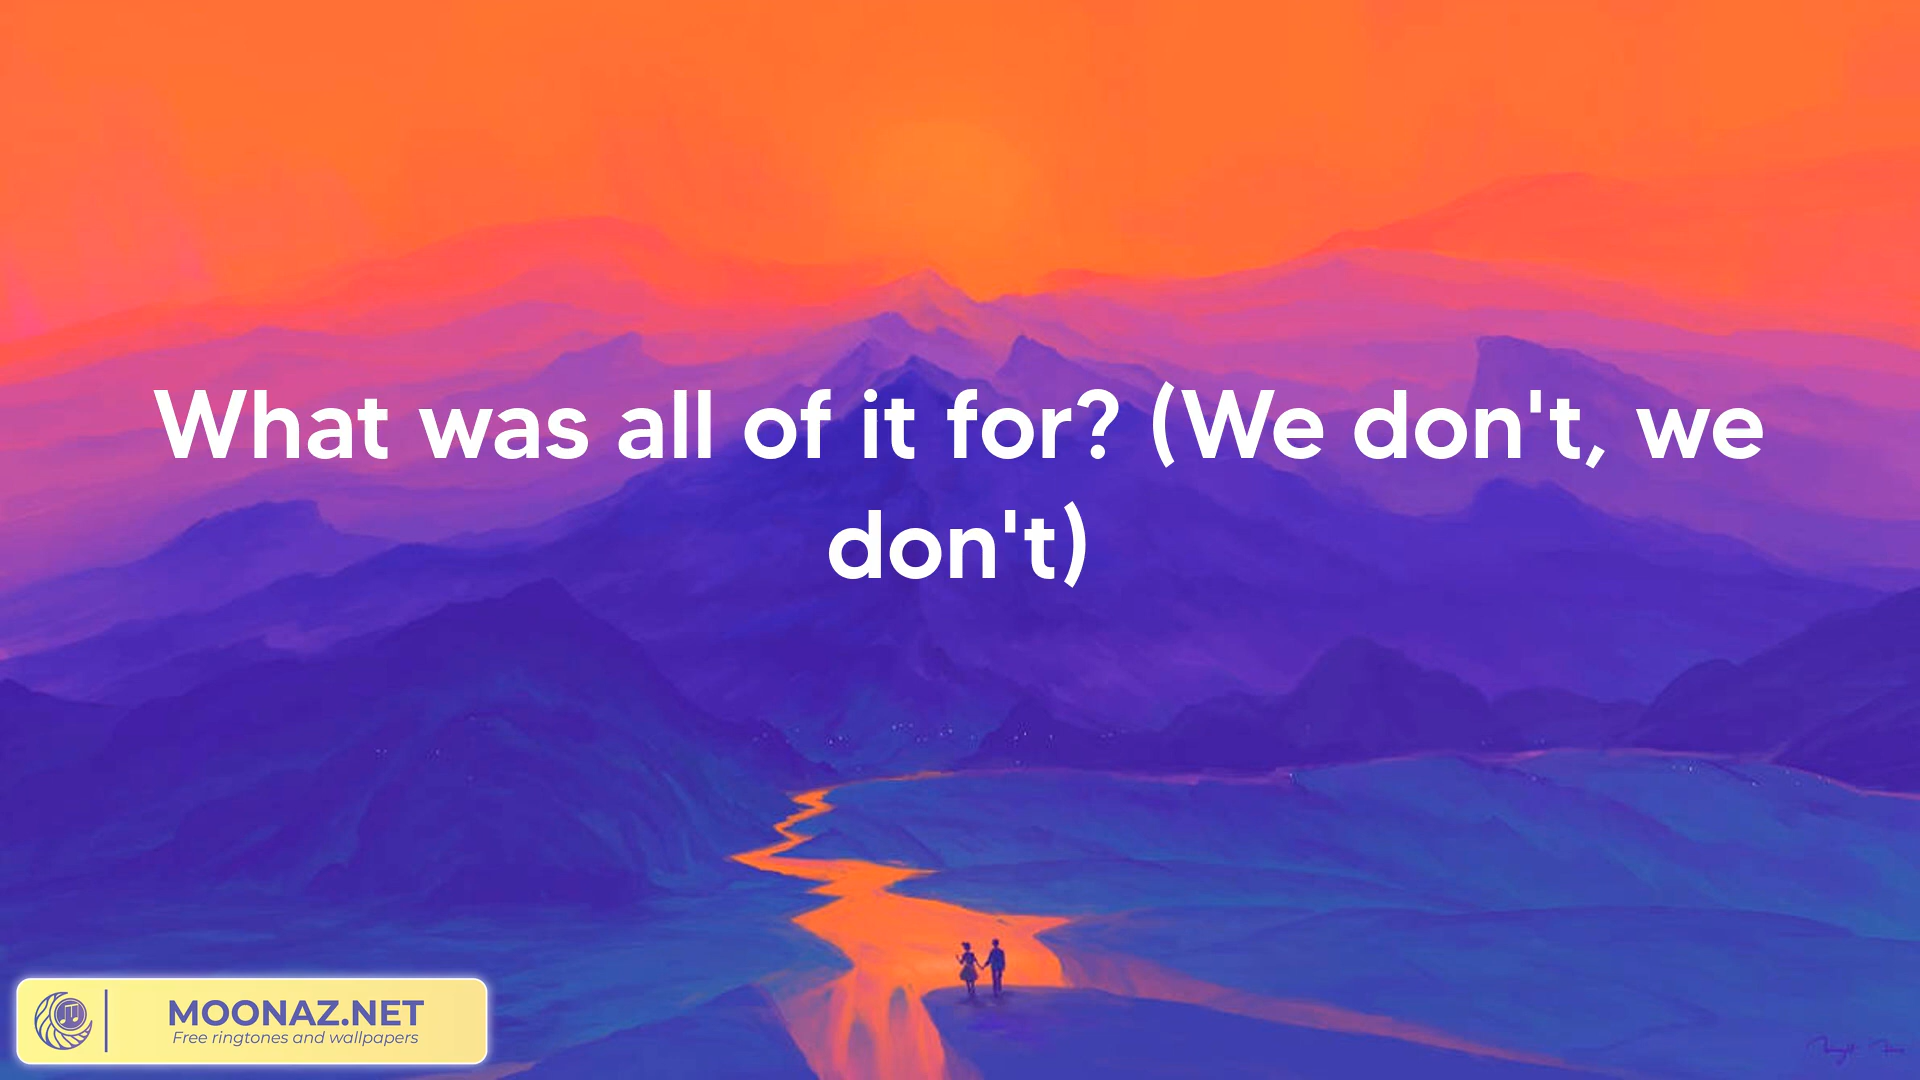 What was all of it for? (We don't, we
don't)
MOONAZ.NET
Free ringtones and wallpapers